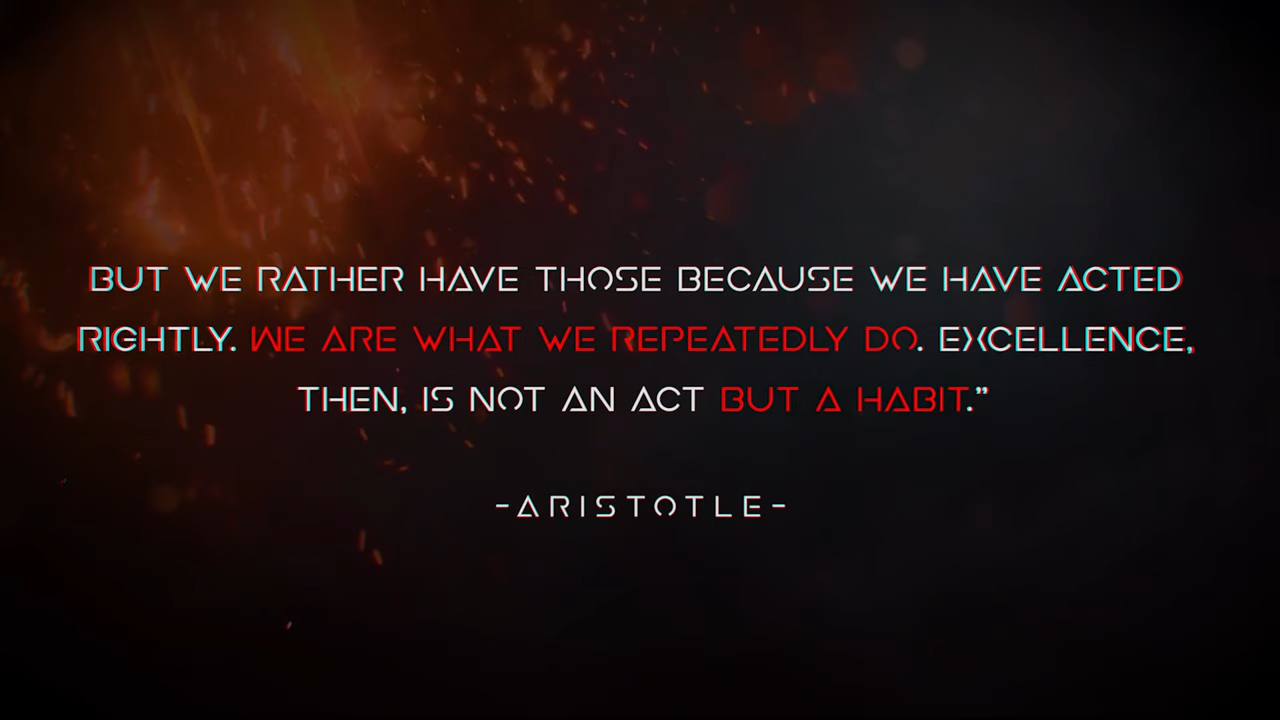 BUT WE RATHER HAVE THOSE BECAUSE WE HAVE ACTED
RIGHTLY. WE ARE WHAT WE REPEATEDLY DO. EXCELLENCE,
THEN, IS NOT AN ACT BUT A HABIT.”
-ARISTOTLE-